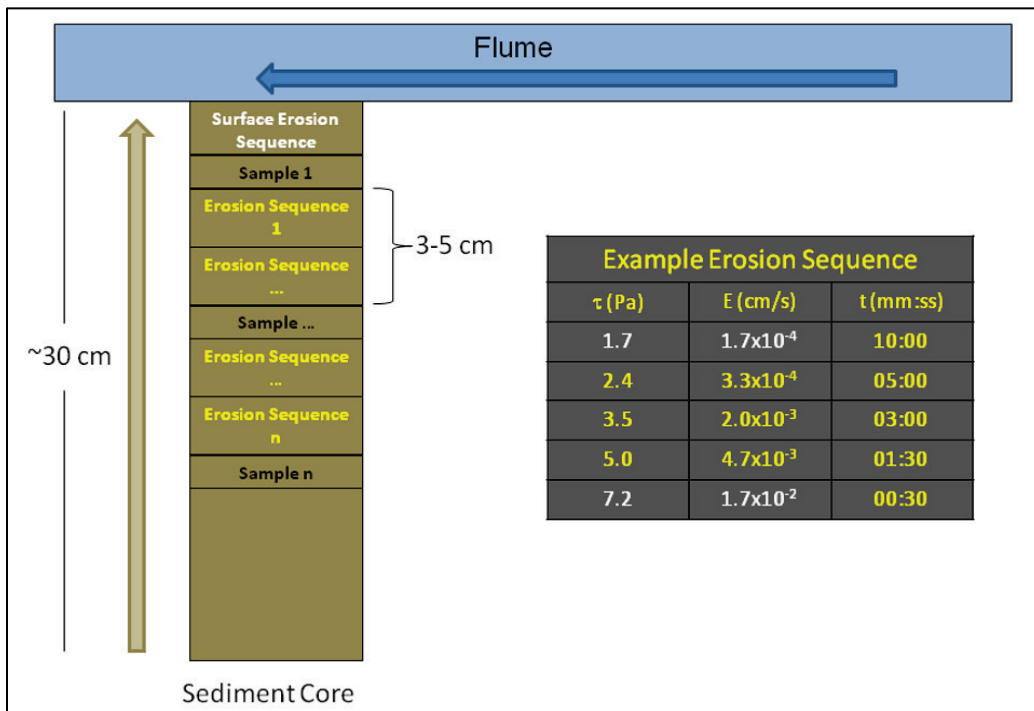 Flume
Surface Erosion
Sequence
Sample 1
Erosion Sequence
1
Erosion Sequence
...
Sample ...
Erosion Sequence
...
Erosion Sequence
n
Sample n
3-5 cm
~30 cm
Sediment Core
Example Erosion Sequence
τ (Pa) E (cm/s) t (mm:ss)
1.7 1.7x10⁻⁴ 10:00
2.4 3.3x10⁻⁴ 05:00
3.5 2.0x10⁻³ 03:00
5.0 4.7x10⁻³ 01:30
7.2 1.7x10⁻² 00:30